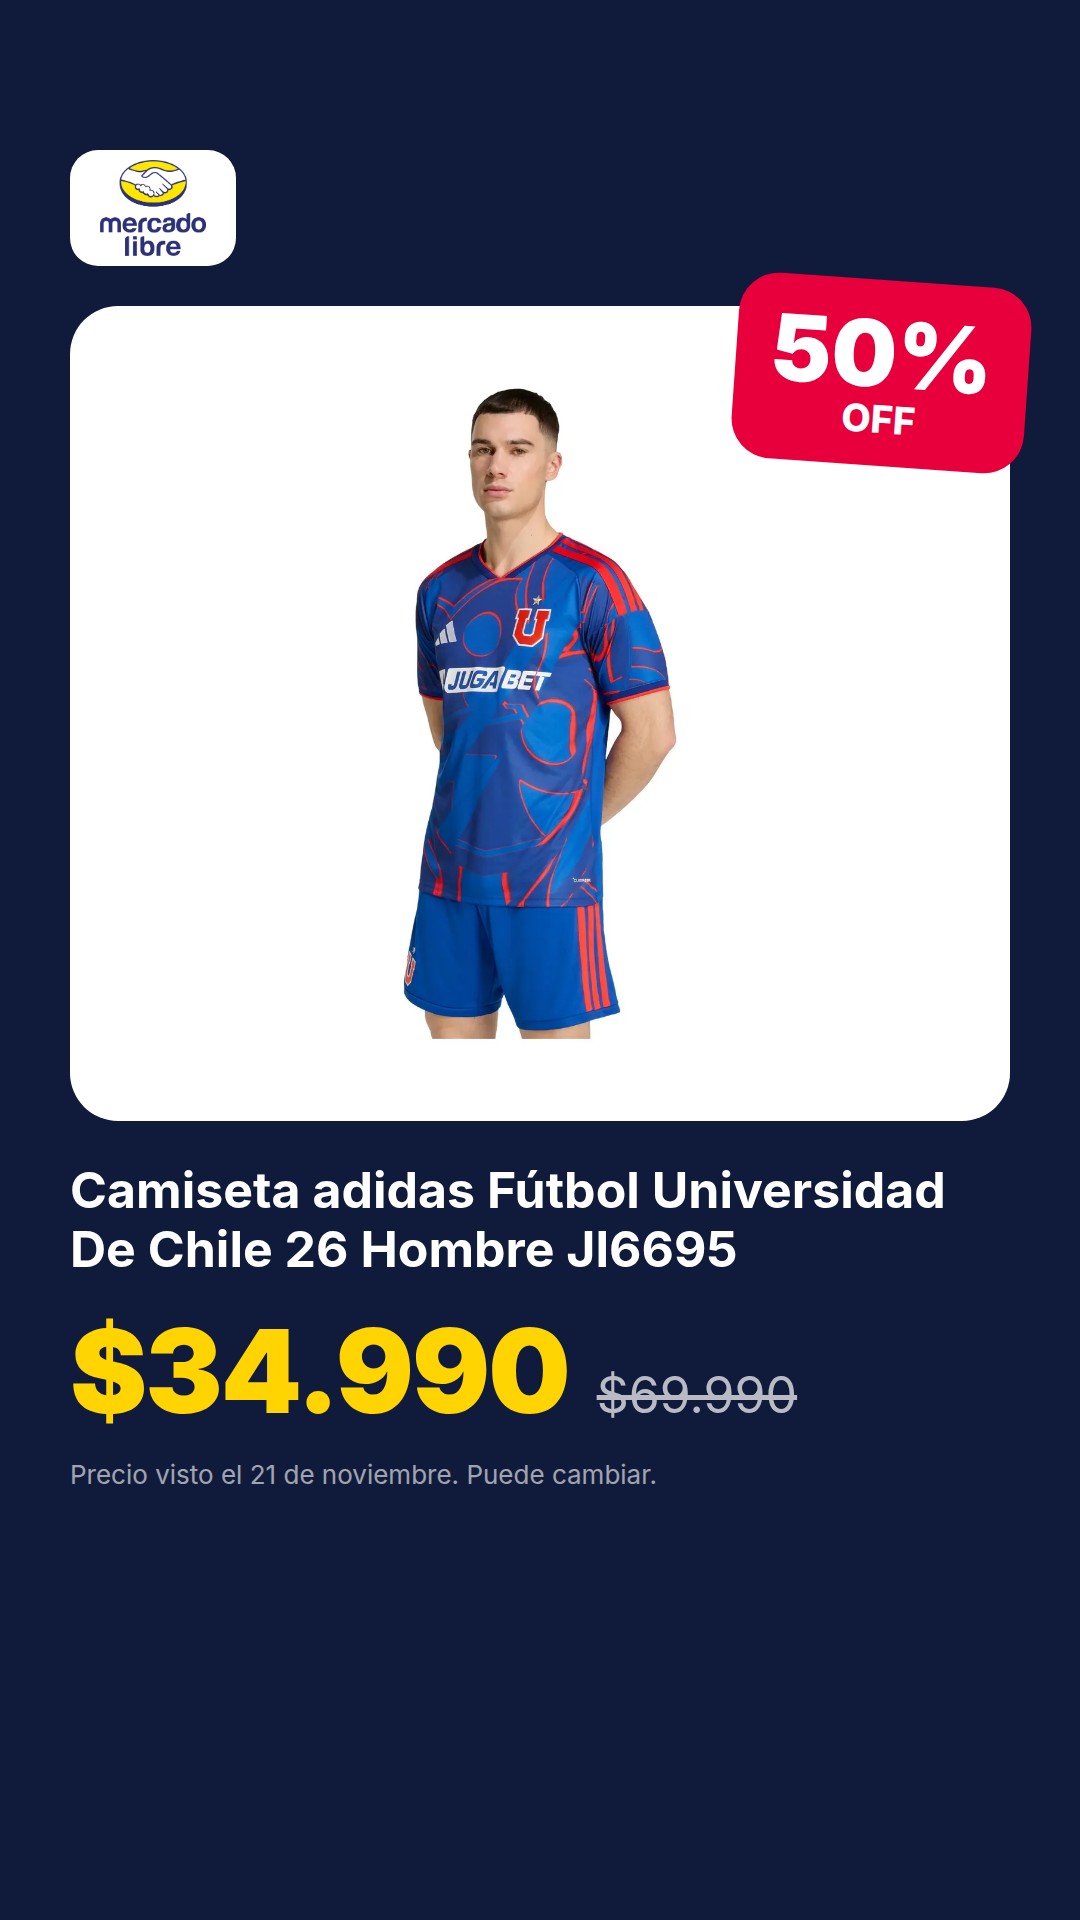 mercado
libre
50%
OFF
U
JUGABET
U
Camiseta adidas Fútbol Universidad
De Chile 26 Hombre JI6695
$34.990 $69.990
Precio visto el 21 de noviembre. Puede cambiar.